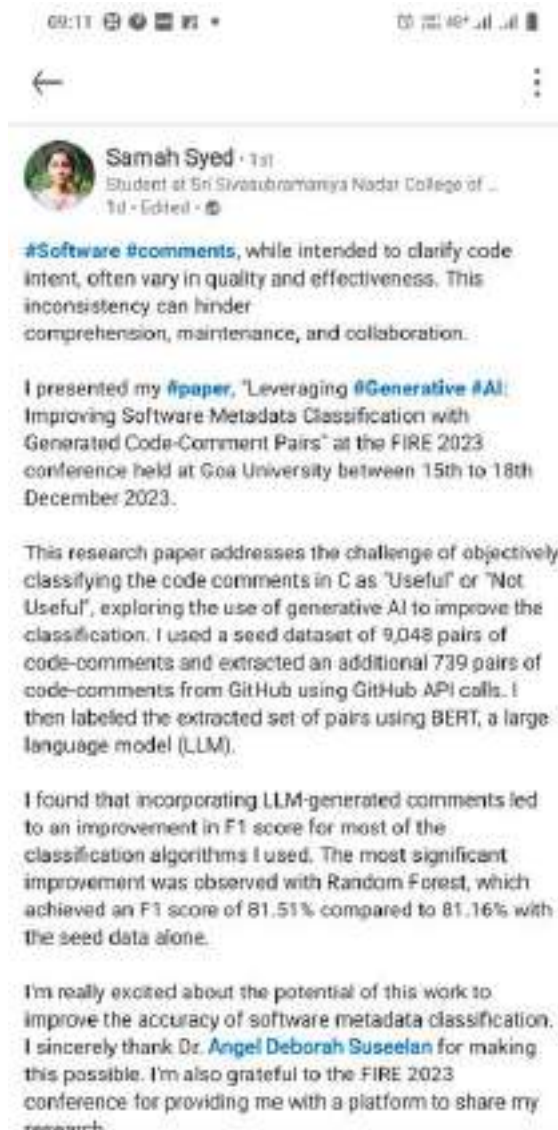 09:11
Samah Syed · 1st
Student at Sri Sivasubramaniya Nadar College of ...
1d · Edited ·
#Software #comments, while intended to clarify code
intent, often vary in quality and effectiveness. This
inconsistency can hinder
comprehension, maintenance, and collaboration.
I presented my #paper, "Leveraging #Generative #AI:
Improving Software Metadata Classification with
Generated Code-Comment Pairs" at the FIRE 2023
conference held at Goa University between 15th to 18th
December 2023.
This research paper addresses the challenge of objectively
classifying the code comments in C as "Useful" or "Not
Useful", exploring the use of generative AI to improve the
classification. I used a seed dataset of 9,048 pairs of
code-comments and extracted an additional 739 pairs of
code-comments from GitHub using GitHub API calls. I
then labeled the extracted set of pairs using BERT, a large
language model (LLM).
I found that incorporating LLM-generated comments led
to an improvement in F1 score for most of the
classification algorithms I used. The most significant
improvement was observed with Random Forest, which
achieved an F1 score of 81.51% compared to 81.16% with
the seed data alone.
I'm really excited about the potential of this work to
improve the accuracy of software metadata classification.
I sincerely thank Dr. Angel Deborah Suseelan for making
this possible. I'm also grateful to the FIRE 2023
conference for providing me with a platform to share my
research